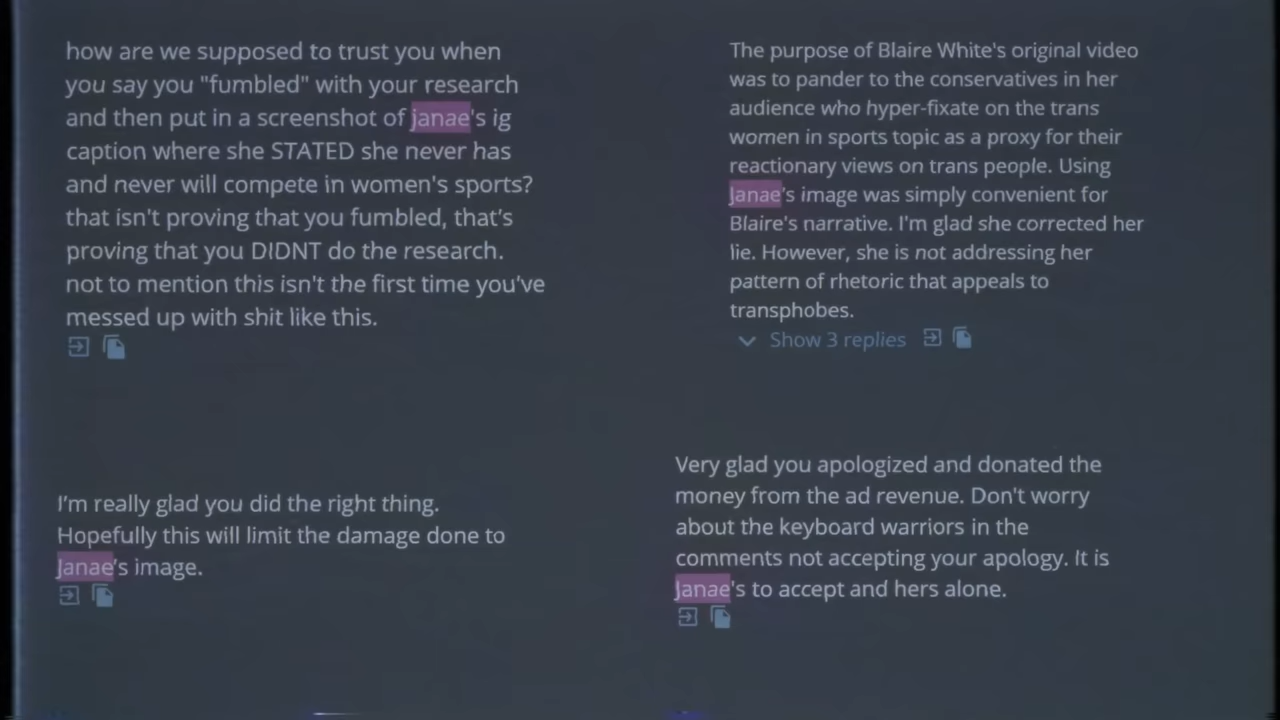 how are we supposed to trust you when
you say you "fumbled" with your research
and then put in a screenshot of janae's ig
caption where she STATED she never has
and never will compete in women's sports?
that isn't proving that you fumbled, that's
proving that you DIDNT do the research.
not to mention this isn't the first time you've
messed up with shit like this.
The purpose of Blaire White's original video
was to pander to the conservatives in her
audience who hyper-fixate on the trans
women in sports topic as a proxy for their
reactionary views on trans people. Using
Janae's image was simply convenient for
Blaire's narrative. I'm glad she corrected her
lie. However, she is not addressing her
pattern of rhetoric that appeals to
transphobes.
Show 3 replies
I'm really glad you did the right thing.
Hopefully this will limit the damage done to
Janae's image.
Very glad you apologized and donated the
money from the ad revenue. Don't worry
about the keyboard warriors in the
comments not accepting your apology. It is
Janae's to accept and hers alone.